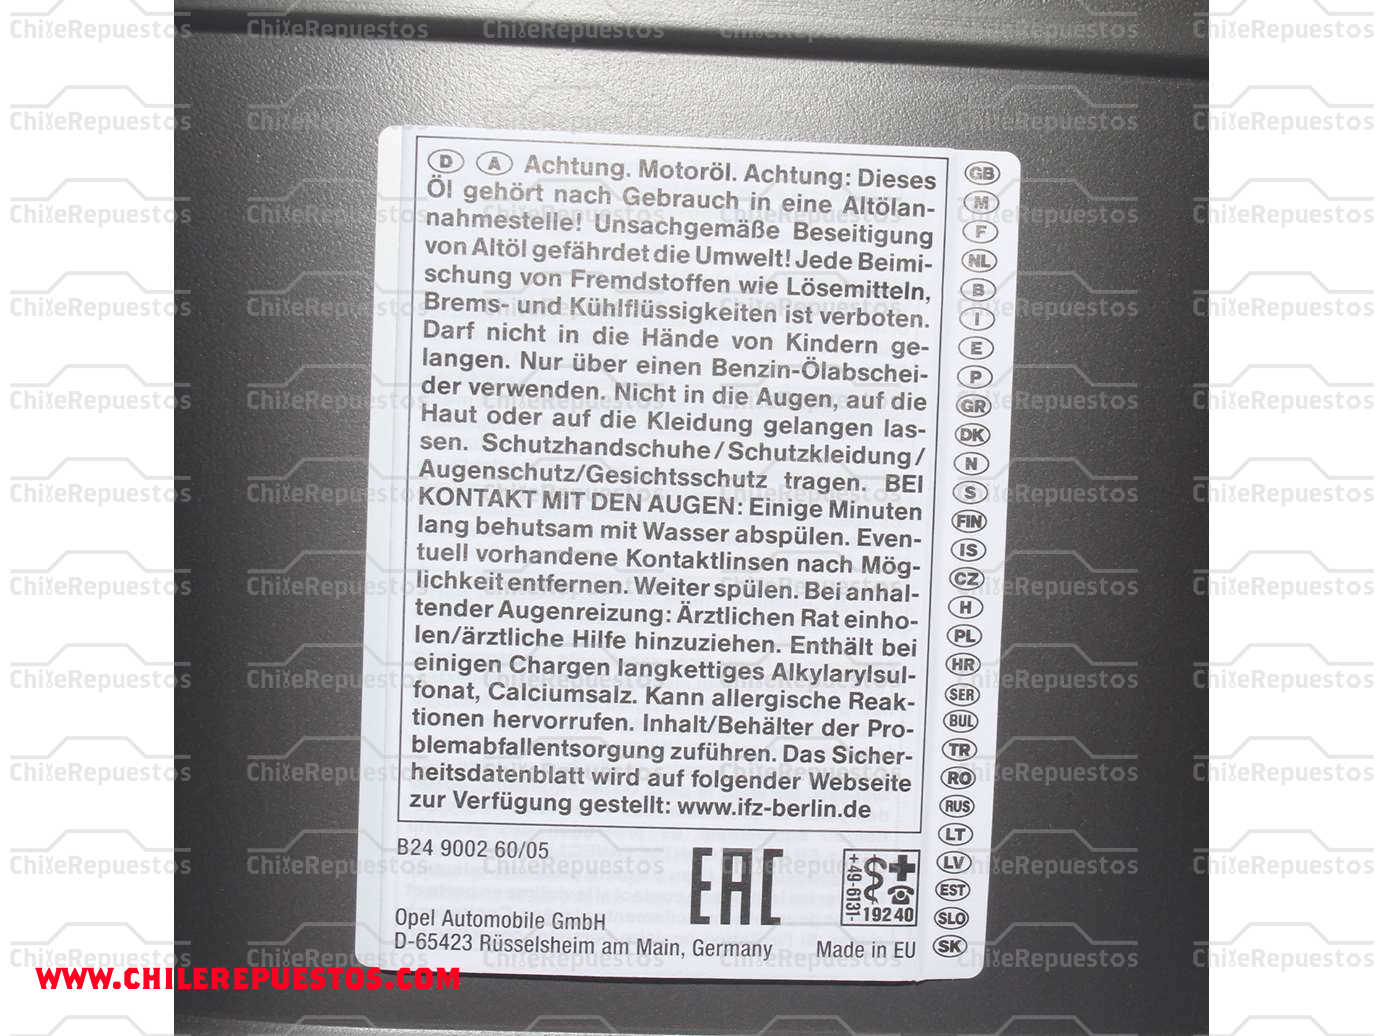 D A Achtung. Motoröl. Achtung: Dieses
Öl gehört nach Gebrauch in eine Altölan-
nahmestelle! Unsachgemäße Beseitigung
von Altöl gefährdet die Umwelt! Jede Beimi-
schung von Fremdstoffen wie Lösemitteln,
Brems- und Kühlflüssigkeiten ist verboten.
Darf nicht in die Hände von Kindern ge-
langen. Nur über einen Benzin-Ölabschei-
der verwenden. Nicht in die Augen, auf die
Haut oder auf die Kleidung gelangen las-
sen. Schutzhandschuhe/Schutzkleidung/
Augenschutz/Gesichtsschutz tragen. BEI
KONTAKT MIT DEN AUGEN: Einige Minuten
lang behutsam mit Wasser abspülen. Even-
tuell vorhandene Kontaktlinsen nach Mög-
lichkeit entfernen. Weiter spülen. Bei anhal-
tender Augenreizung: Ärztlichen Rat einho-
len/ärztliche Hilfe hinzuziehen. Enthält bei
einigen Chargen langkettiges Alkylarylsul-
fonat, Calciumsalz. Kann allergische Reak-
tionen hervorrufen. Inhalt/Behälter der Pro-
blemabfallentsorgung zuführen. Das Sicher-
heitsdatenblatt wird auf folgender Webseite
zur Verfügung gestellt: www.ifz-berlin.de
GB
M
F
NL
B
I
E
P
GR
DK
N
S
FIN
IS
CZ
H
PL
HR
SER
BUL
TR
RO
RUS
LT
LV
EST
SLO
SK
B24 9002 60/05
EAC
+49-6131-
19240
Opel Automobile GmbH
D-65423 Rüsselsheim am Main, Germany
Made in EU
WWW.CHILEREPUESTOS.COM
ChileRepuestos